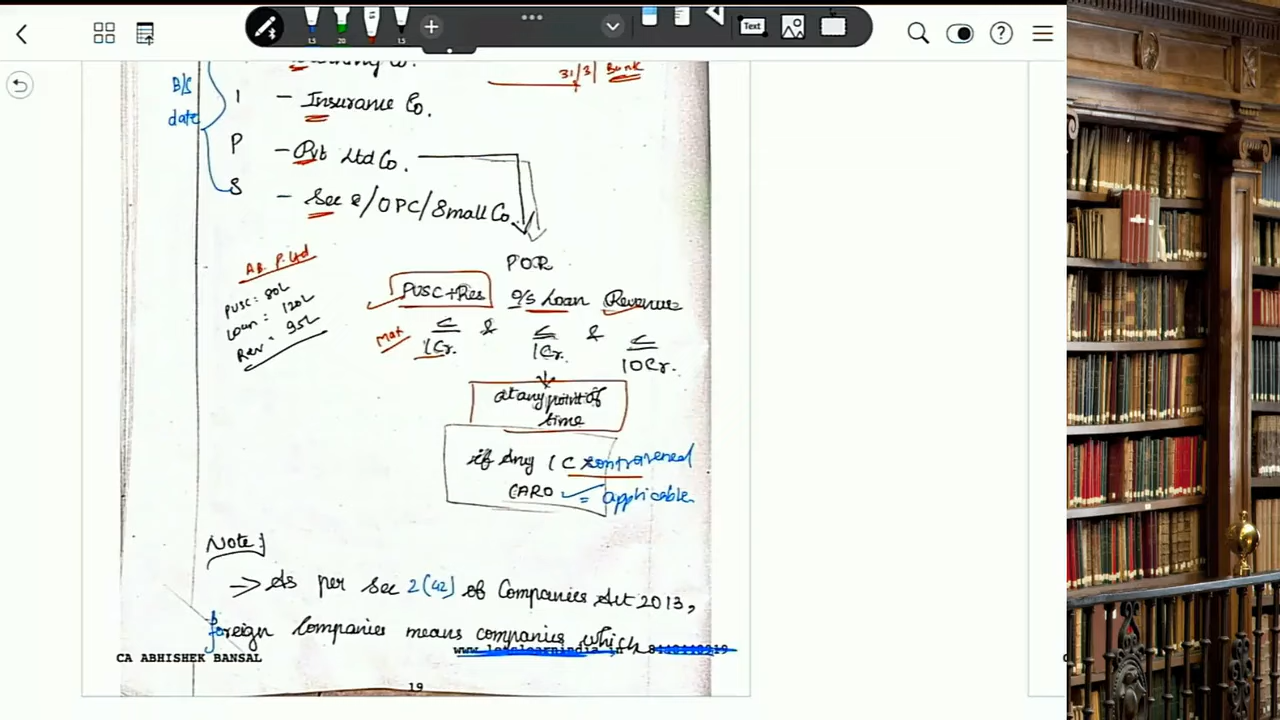 Text
31/31 Bank
B/S
date
I - Insurance Co.
P - Pvt Ltd Co.
S - Sec 8/OPC/Small Co.
POR
AB P. Ltd
PUSC: 80L
Loan: 120L
Rev: 95L
PUSC+Res O/S Loan Revenue
Max ≤ 1Cr. & ≤ 1Cr. & ≤ 10Cr.
at any point of
time
if any 1 C contravened
CARO = applicable
Note:
→ As per Sec 2(42) of Companies Act 2013,
foreign Companies means companies which
CA ABHISHEK BANSAL
19